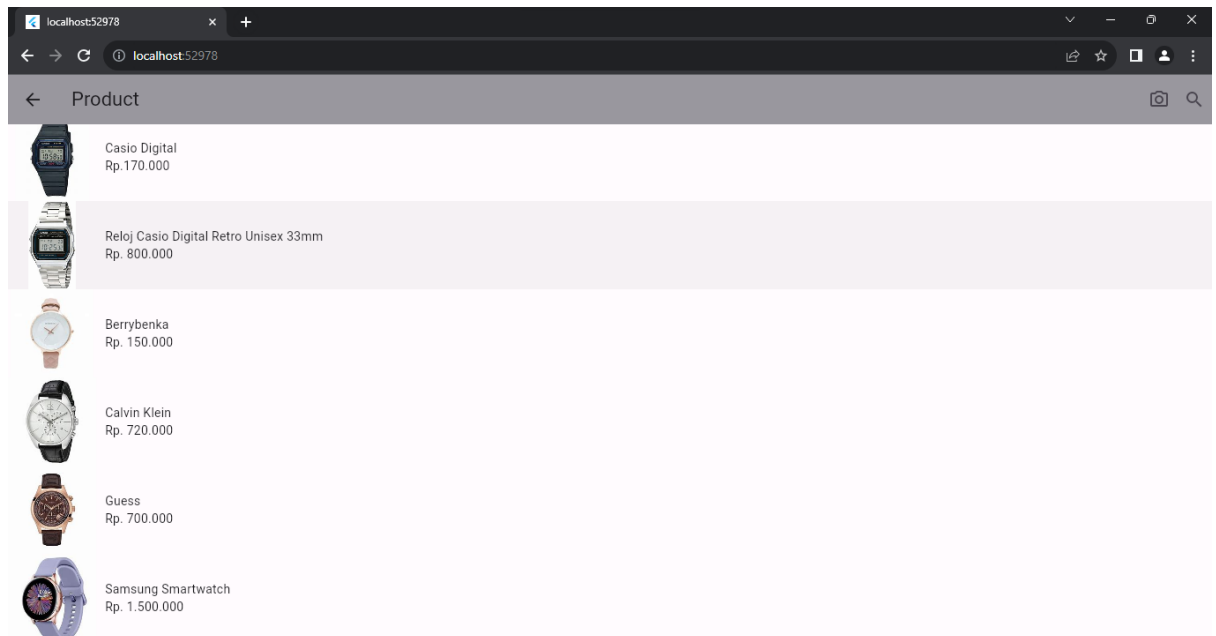 localhost:52978
localhost:52978
Product
Casio Digital
Rp.170.000
Reloj Casio Digital Retro Unisex 33mm
Rp. 800.000
Berrybenka
Rp. 150.000
Calvin Klein
Rp. 720.000
Guess
Rp. 700.000
Samsung Smartwatch
Rp. 1.500.000